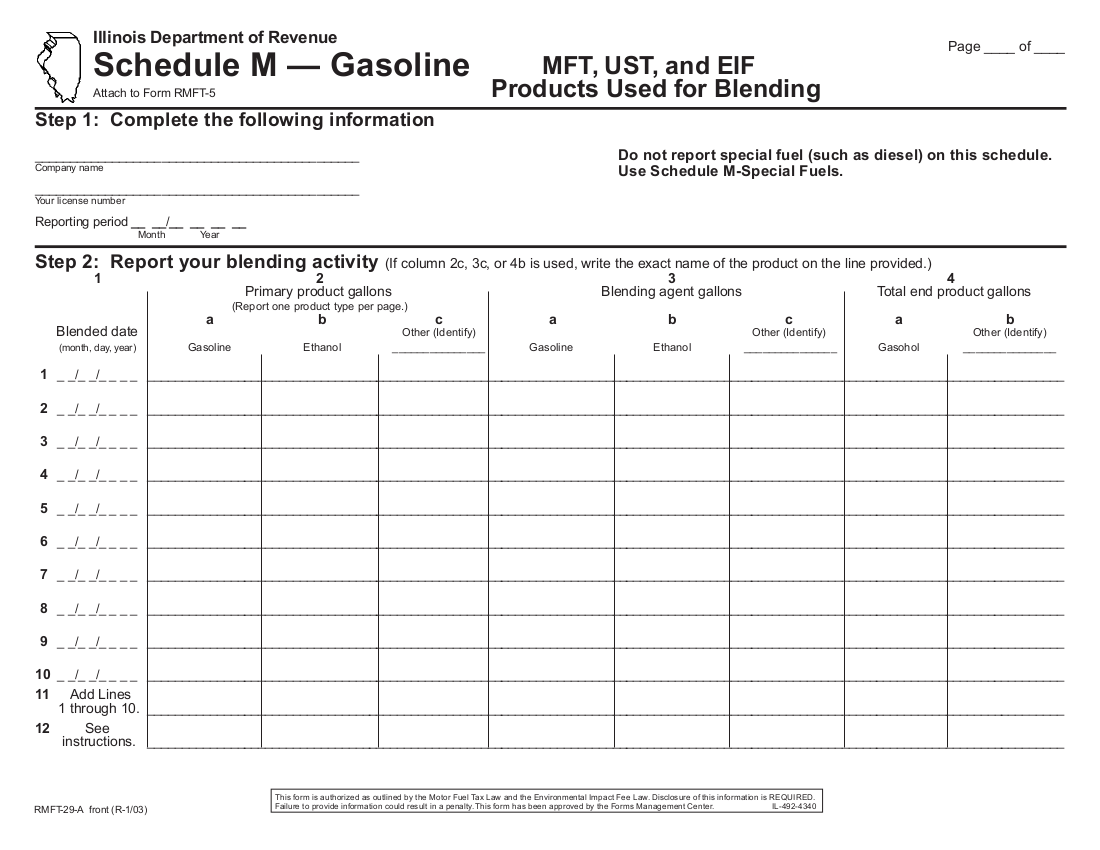 Illinois Department of Revenue
Schedule M — Gasoline
Attach to Form RMFT-5
MFT, UST, and EIF
Products Used for Blending
Page ____ of ____
Step 1:  Complete the following information
Company name
Your license number
Reporting period __ __/__ __ __ __
Month Year
Do not report special fuel (such as diesel) on this schedule.
Use Schedule M-Special Fuels.
Step 2:  Report your blending activity (If column 2c, 3c, or 4b is used, write the exact name of the product on the line provided.)
1 2 3 4
Primary product gallons Blending agent gallons Total end product gallons
(Report one product type per page.)
a b c a b c a b
Blended date Other (Identify) Other (Identify) Other (Identify)
(month, day, year) Gasoline Ethanol _______________ Gasoline Ethanol _______________ Gasohol _______________
1 _ _/_ _/_ _ _ _
2 _ _/_ _/_ _ _ _
3 _ _/_ _/_ _ _ _
4 _ _/_ _/_ _ _ _
5 _ _/_ _/_ _ _ _
6 _ _/_ _/_ _ _ _
7 _ _/_ _/_ _ _ _
8 _ _/_ _/_ _ _ _
9 _ _/_ _/_ _ _ _
10 _ _/_ _/_ _ _ _
11 Add Lines
1 through 10.
12 See
instructions.
This form is authorized as outlined by the Motor Fuel Tax Law and the Environmental Impact Fee Law. Disclosure of this information is REQUIRED.
Failure to provide information could result in a penalty. This form has been approved by the Forms Management Center. IL-492-4340
RMFT-29-A front (R-1/03)